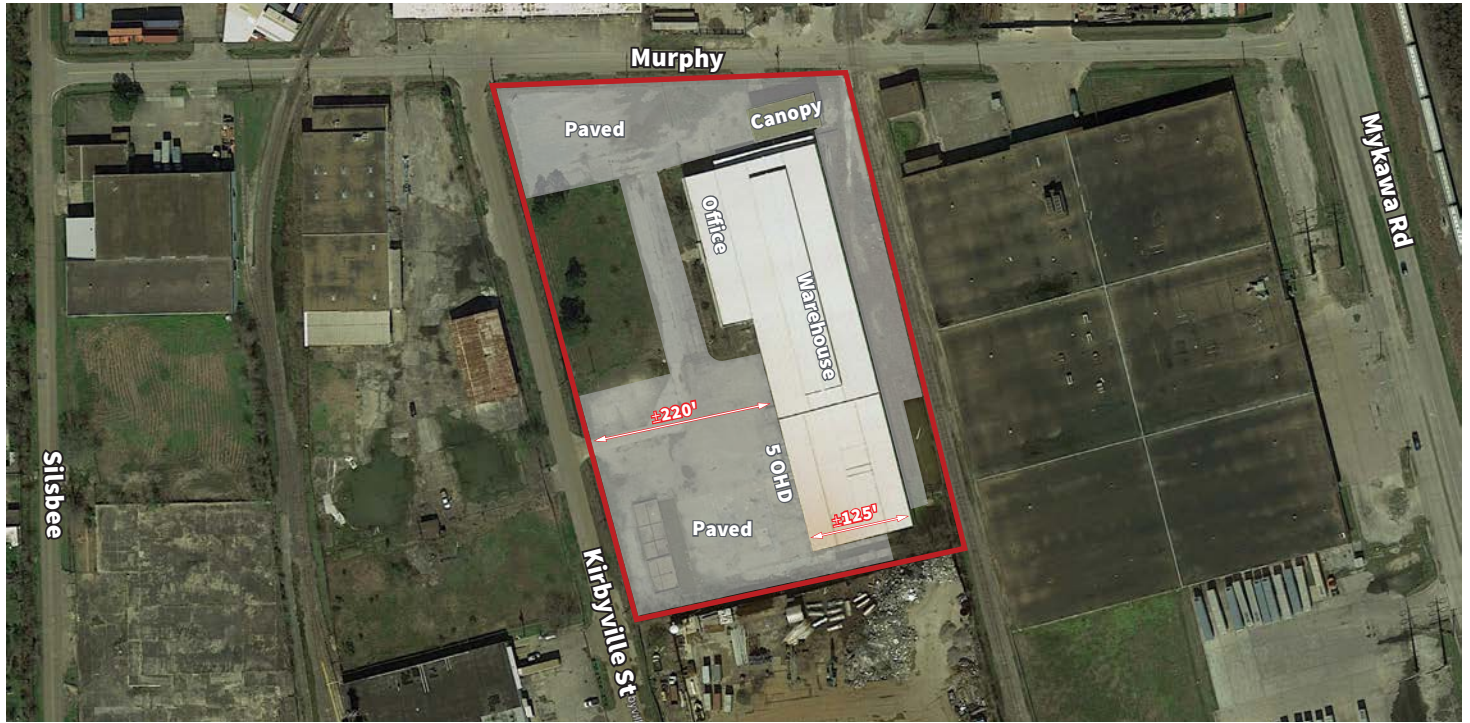 Murphy
Paved
Canopy
Office
Warehouse
Mykawa Rd
±220'
5 OHD
Silsbee
Paved
±125'
Kirbyville St